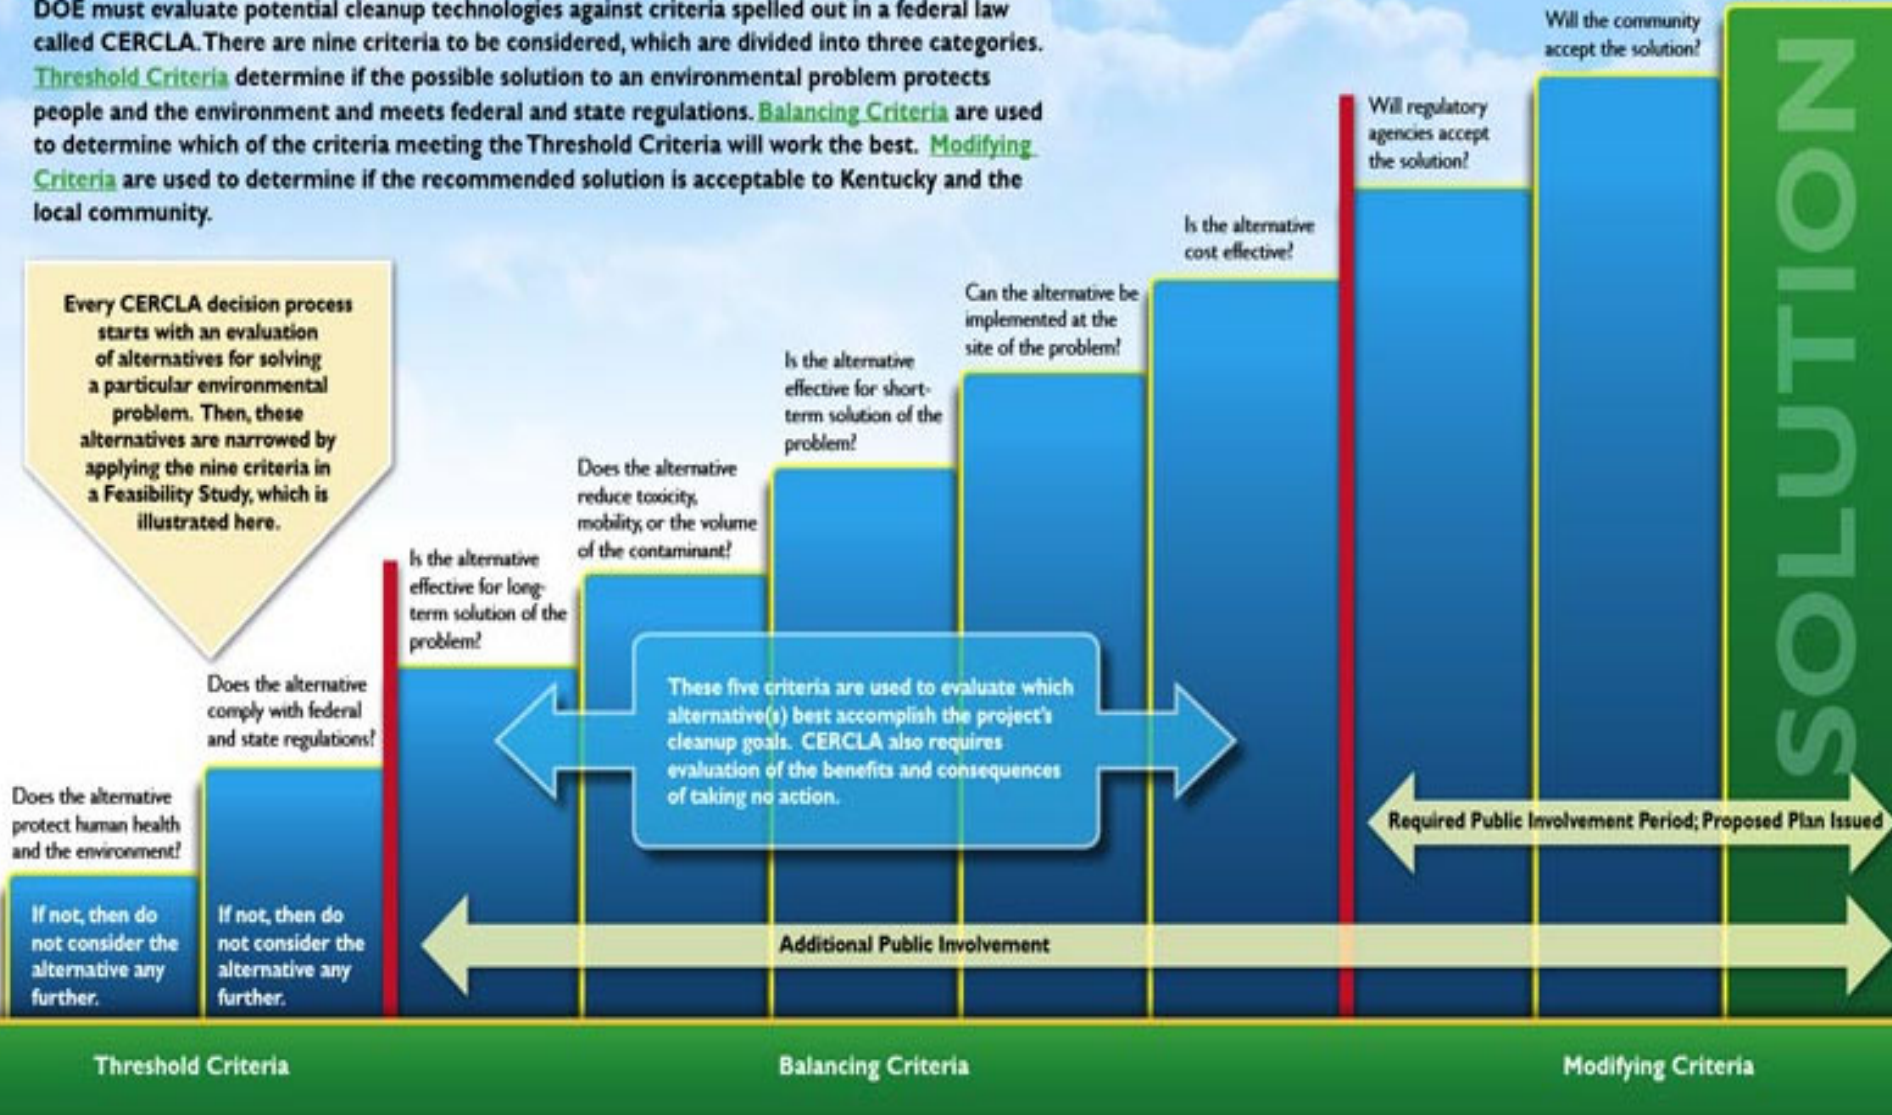 DOE must evaluate potential cleanup technologies against criteria spelled out in a federal law
called CERCLA. There are nine criteria to be considered, which are divided into three categories.
Threshold Criteria determine if the possible solution to an environmental problem protects
people and the environment and meets federal and state regulations. Balancing Criteria are used
to determine which of the criteria meeting the Threshold Criteria will work the best. Modifying
Criteria are used to determine if the recommended solution is acceptable to Kentucky and the
local community.
Every CERCLA decision process
starts with an evaluation
of alternatives for solving
a particular environmental
problem. Then, these
alternatives are narrowed by
applying the nine criteria in
a Feasibility Study, which is
illustrated here.
Does the alternative
protect human health
and the environment?
If not, then do
not consider the
alternative any
further.
Does the alternative
comply with federal
and state regulations?
If not, then do
not consider the
alternative any
further.
Is the alternative
effective for long-
term solution of the
problem?
Does the alternative
reduce toxicity,
mobility, or the volume
of the contaminant?
Is the alternative
effective for short-
term solution of the
problem?
Can the alternative be
implemented at the
site of the problem?
Is the alternative
cost effective?
Will regulatory
agencies accept
the solution?
Will the community
accept the solution?
SOLUTION
These five criteria are used to evaluate which
alternative(s) best accomplish the project's
cleanup goals. CERCLA also requires
evaluation of the benefits and consequences
of taking no action.
Required Public Involvement Period; Proposed Plan Issued
Additional Public Involvement
Threshold Criteria
Balancing Criteria
Modifying Criteria